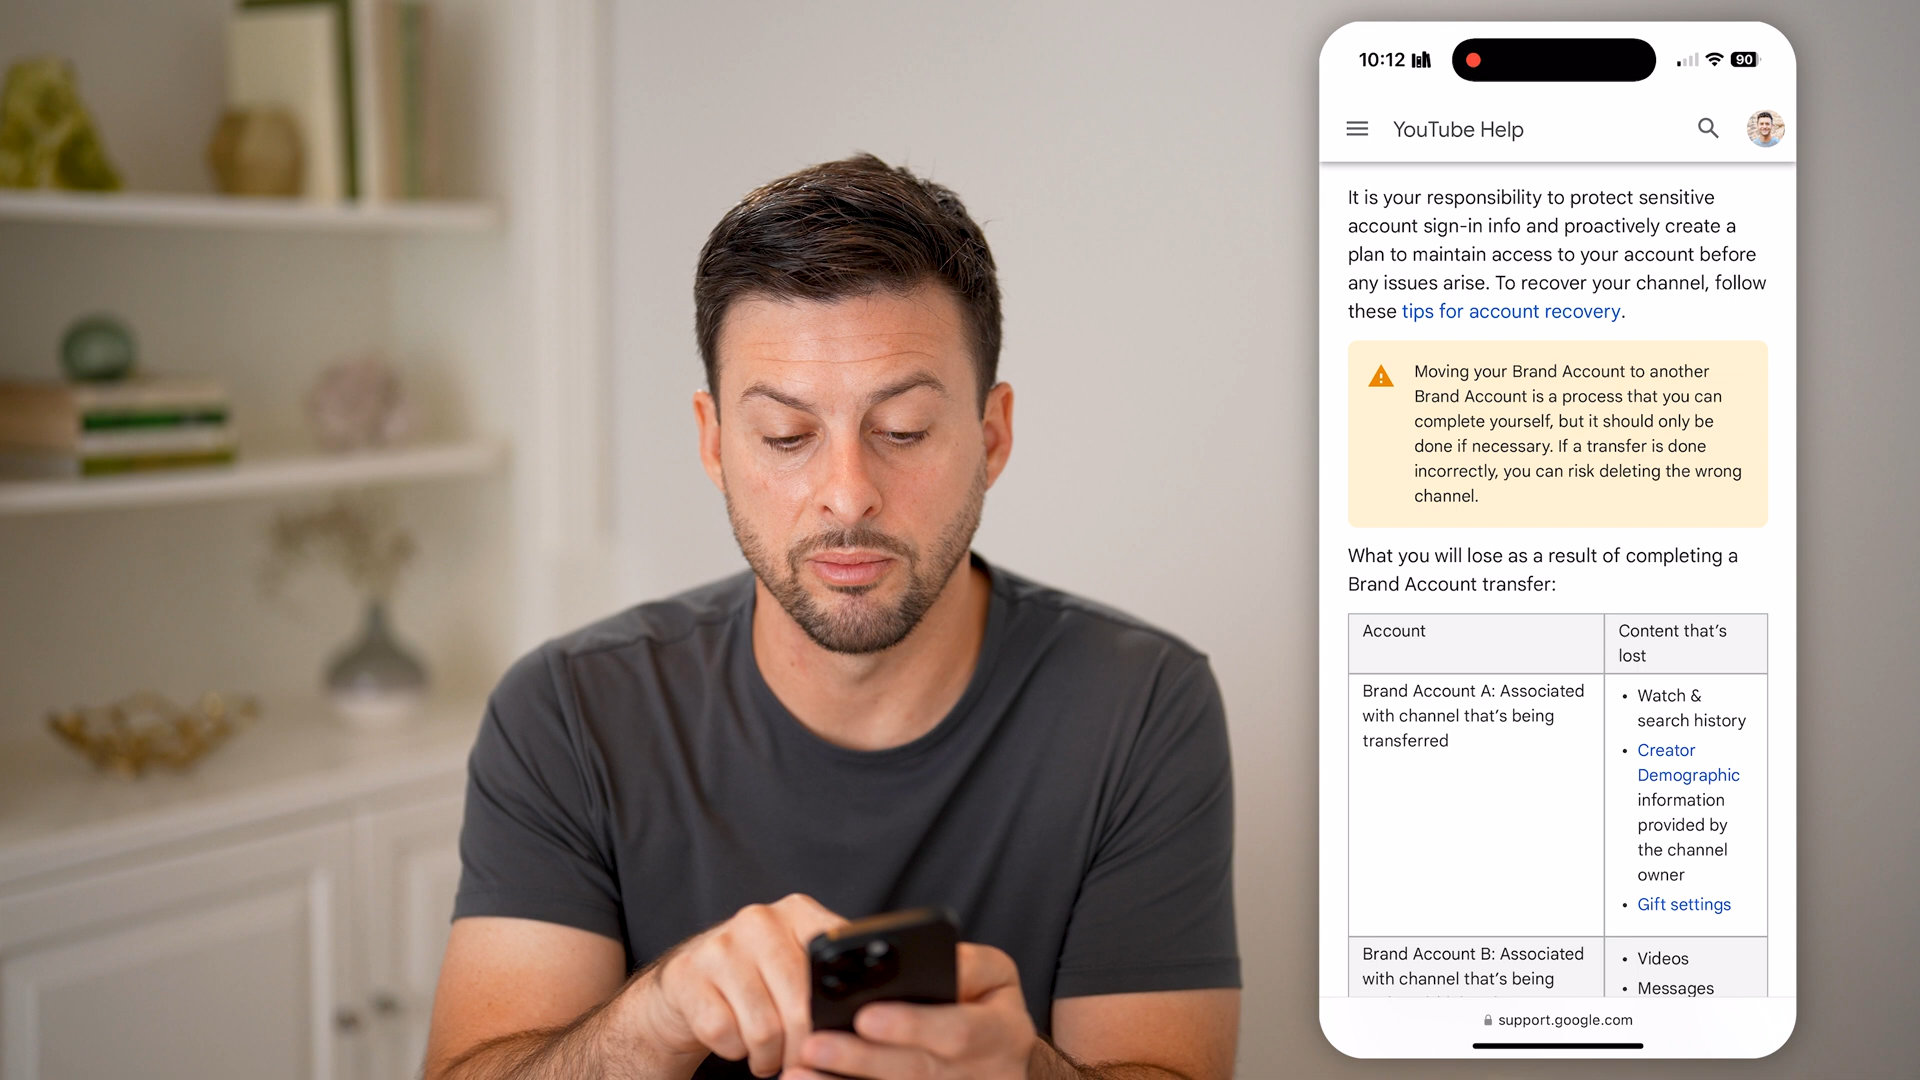 10:12
90
YouTube Help
It is your responsibility to protect sensitive
account sign-in info and proactively create a
plan to maintain access to your account before
any issues arise. To recover your channel, follow
these tips for account recovery.
Moving your Brand Account to another
Brand Account is a process that you can
complete yourself, but it should only be
done if necessary. If a transfer is done
incorrectly, you can risk deleting the wrong
channel.
What you will lose as a result of completing a
Brand Account transfer:
Account
Content that's
lost
Brand Account A: Associated
with channel that's being
transferred
• Watch &
search history
• Creator
Demographic
information
provided by
the channel
owner
• Gift settings
Brand Account B: Associated
with channel that's being
• Videos
• Messages
support.google.com